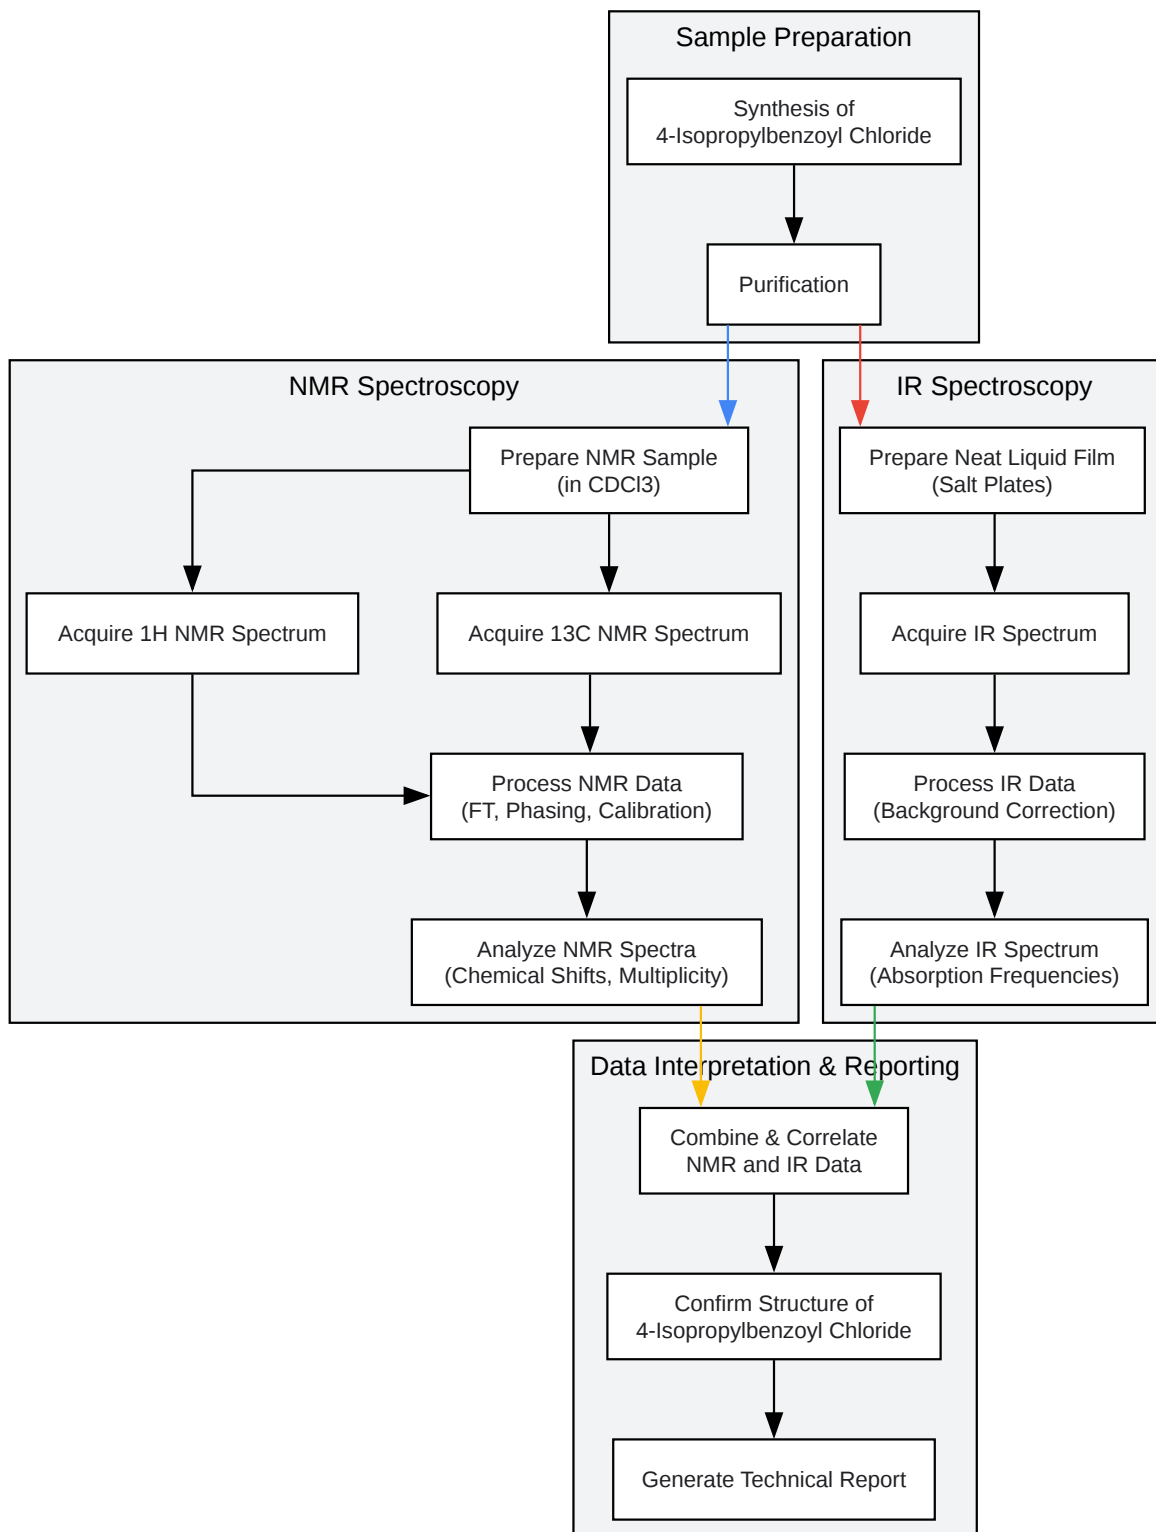 Sample Preparation
Synthesis of
4-Isopropylbenzoyl Chloride
Purification
NMR Spectroscopy
Prepare NMR Sample
(in CDCl3)
Acquire 1H NMR Spectrum
Acquire 13C NMR Spectrum
Process NMR Data
(FT, Phasing, Calibration)
Analyze NMR Spectra
(Chemical Shifts, Multiplicity)
IR Spectroscopy
Prepare Neat Liquid Film
(Salt Plates)
Acquire IR Spectrum
Process IR Data
(Background Correction)
Analyze IR Spectrum
(Absorption Frequencies)
Data Interpretation & Reporting
Combine & Correlate
NMR and IR Data
Confirm Structure of
4-Isopropylbenzoyl Chloride
Generate Technical Report